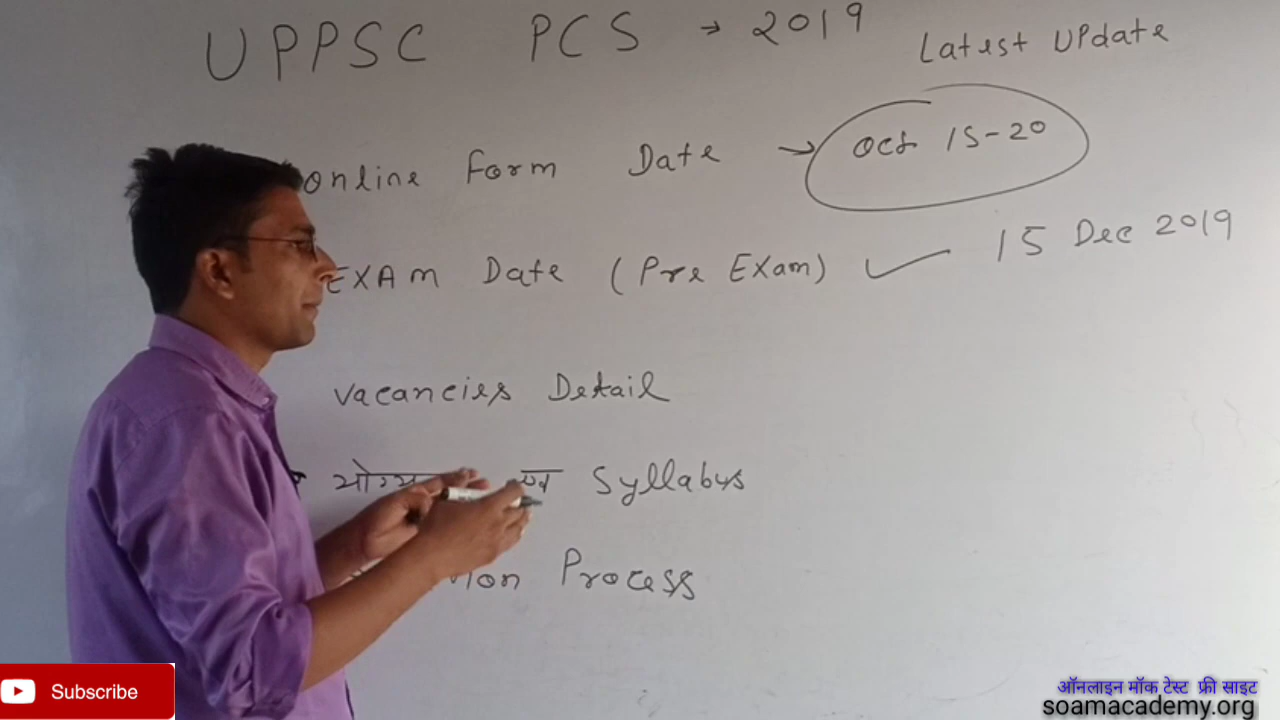 UPPSC PCS → 2019 Latest UPdate
online Form Date → Oct 15-20
EXAM Date (Pre Exam) ✓ 15 Dec 2019
vacancies Detail
Syllabus
Process
Subscribe
ऑनलाइन मॉक टेस्ट फ्री साइट
soamacademy.org